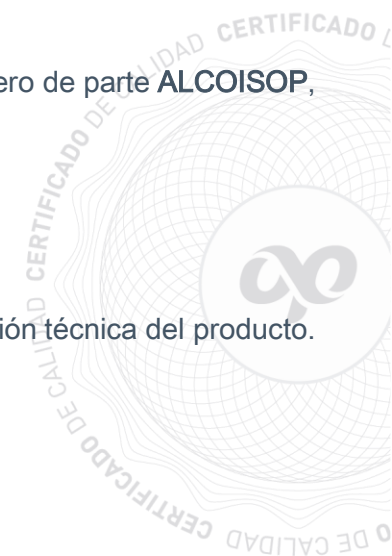 ero de parte ALCOISOP,
ión técnica del producto.
CERTIFICADO DE CALIDAD CERTIFICADO D
CERTIFICADO DE CALIDAD